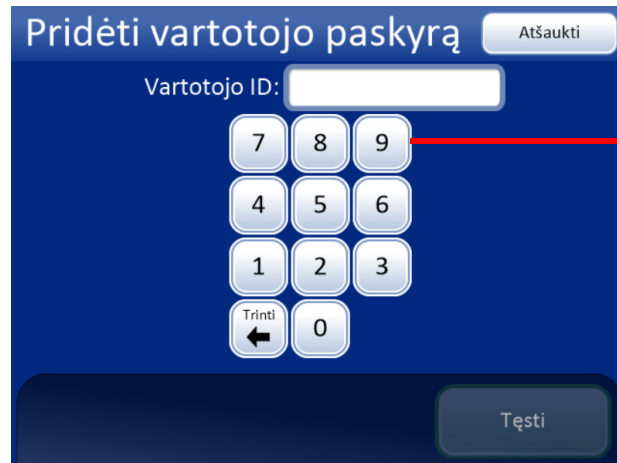 Pridėti vartotojo paskyrą Atšaukti
Vartotojo ID:
7 8 9
4 5 6
1 2 3
Trinti 0
Tęsti